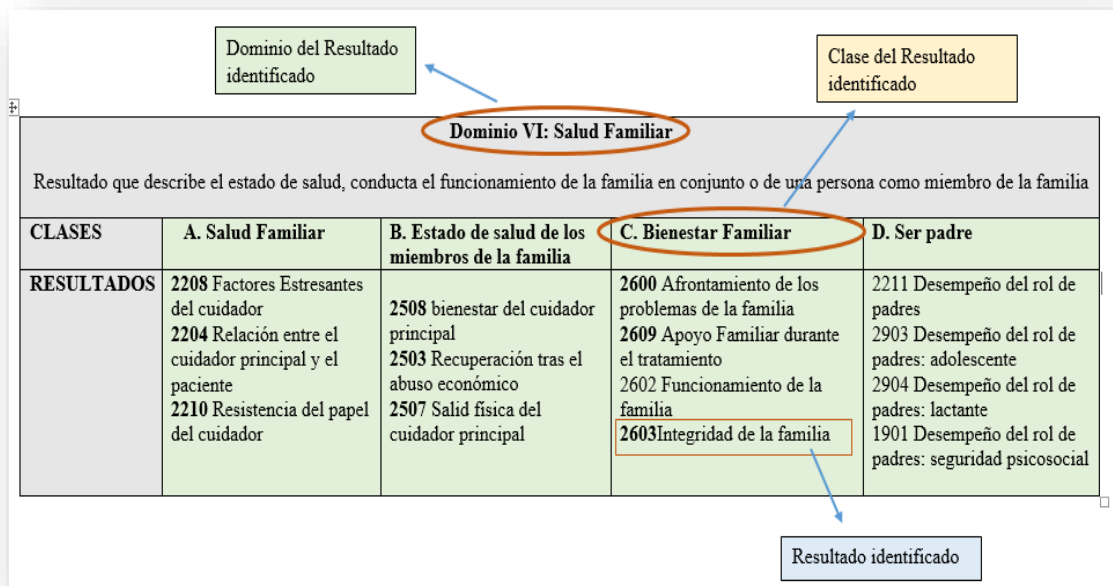 Dominio del Resultado
identificado
Clase del Resultado
identificado
Dominio VI: Salud Familiar
Resultado que describe el estado de salud, conducta el funcionamiento de la familia en conjunto o de una persona como miembro de la familia
CLASES
A. Salud Familiar
B. Estado de salud de los
miembros de la familia
C. Bienestar Familiar
D. Ser padre
RESULTADOS
2208 Factores Estresantes
del cuidador
2204 Relación entre el
cuidador principal y el
paciente
2210 Resistencia del papel
del cuidador
2508 bienestar del cuidador
principal
2503 Recuperación tras el
abuso económico
2507 Salid física del
cuidador principal
2600 Afrontamiento de los
problemas de la familia
2609 Apoyo Familiar durante
el tratamiento
2602 Funcionamiento de la
familia
2603Integridad de la familia
2211 Desempeño del rol de
padres
2903 Desempeño del rol de
padres: adolescente
2904 Desempeño del rol de
padres: lactante
1901 Desempeño del rol de
padres: seguridad psicosocial
Resultado identificado